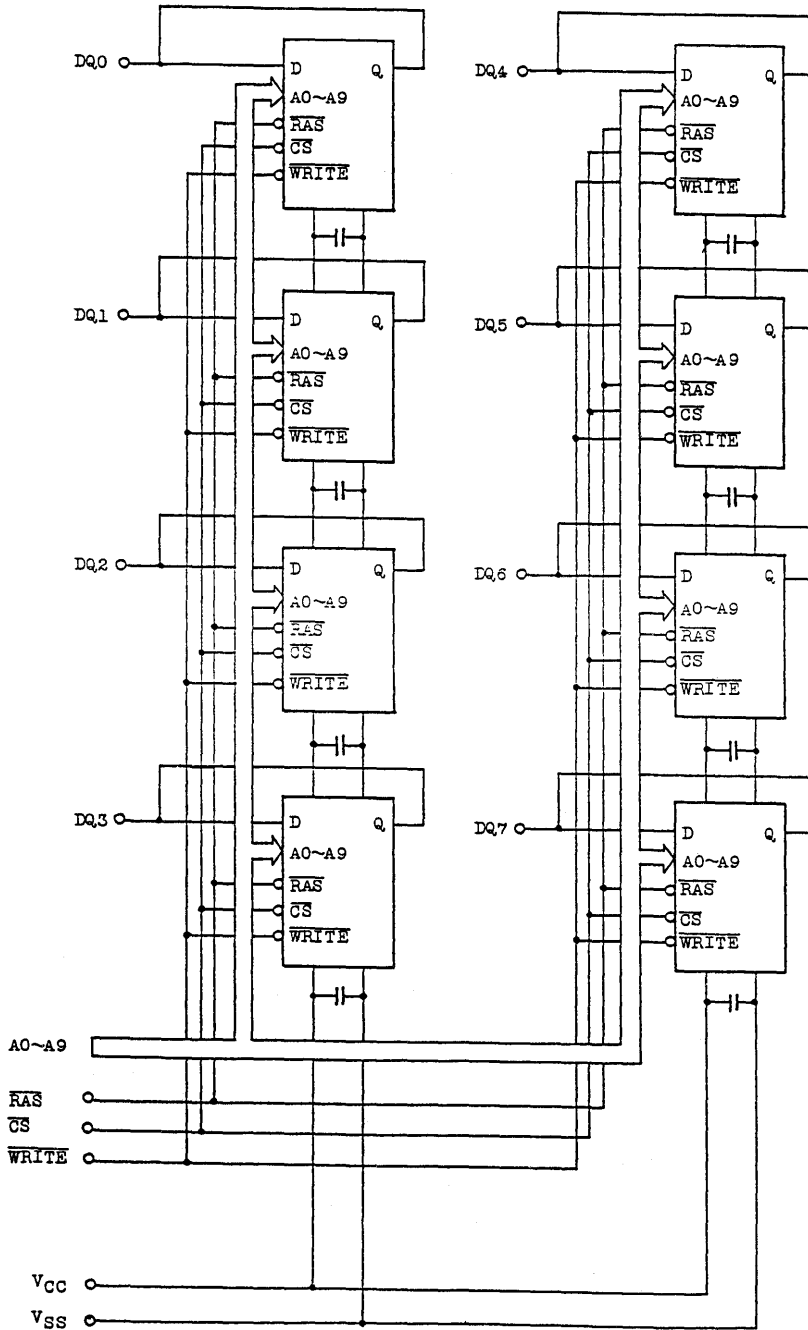 DQ0
D Q
A0~A9
RAS
CS
WRITE
DQ1
D Q
A0~A9
RAS
CS
WRITE
DQ2
D Q
A0~A9
RAS
CS
WRITE
DQ3
D Q
A0~A9
RAS
CS
WRITE
DQ4
D Q
A0~A9
RAS
CS
WRITE
DQ5
D Q
A0~A9
RAS
CS
WRITE
DQ6
D Q
A0~A9
RAS
CS
WRITE
DQ7
D Q
A0~A9
RAS
CS
WRITE
A0~A9
RAS
CS
WRITE
VCC
VSS